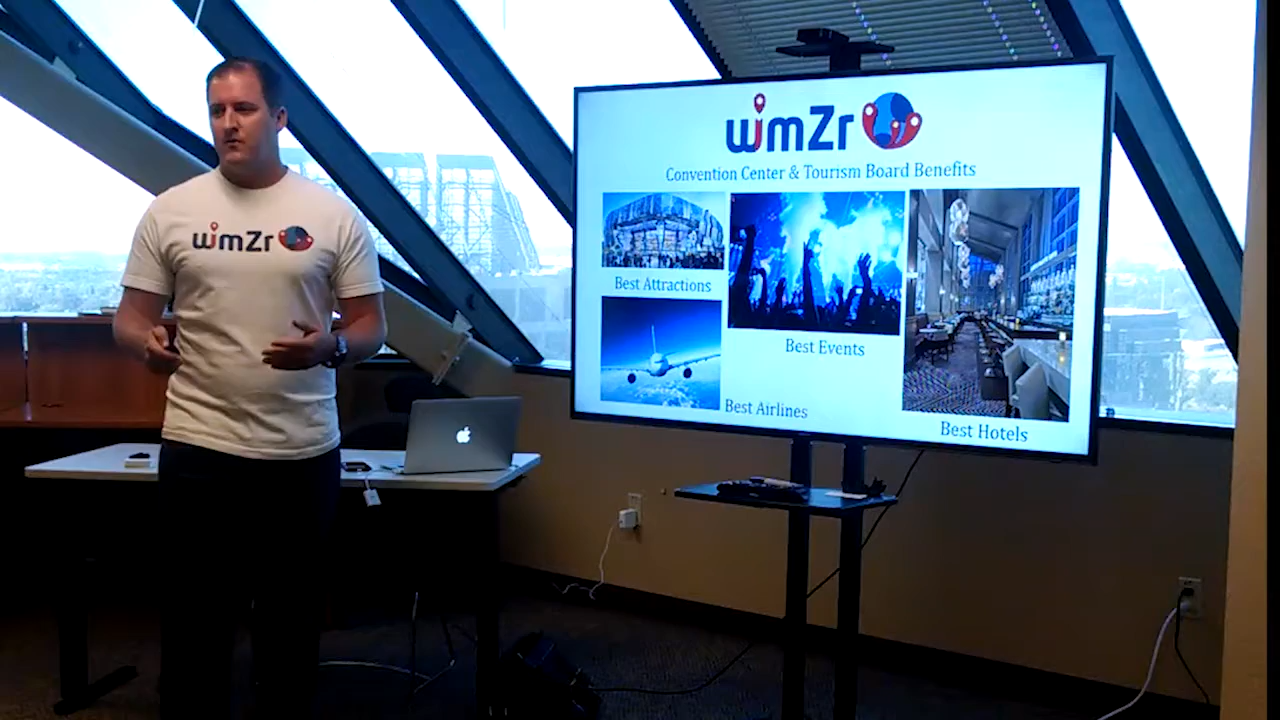 wimZr
wimZr
Convention Center & Tourism Board Benefits
Best Attractions
Best Events
Best Airlines
Best Hotels